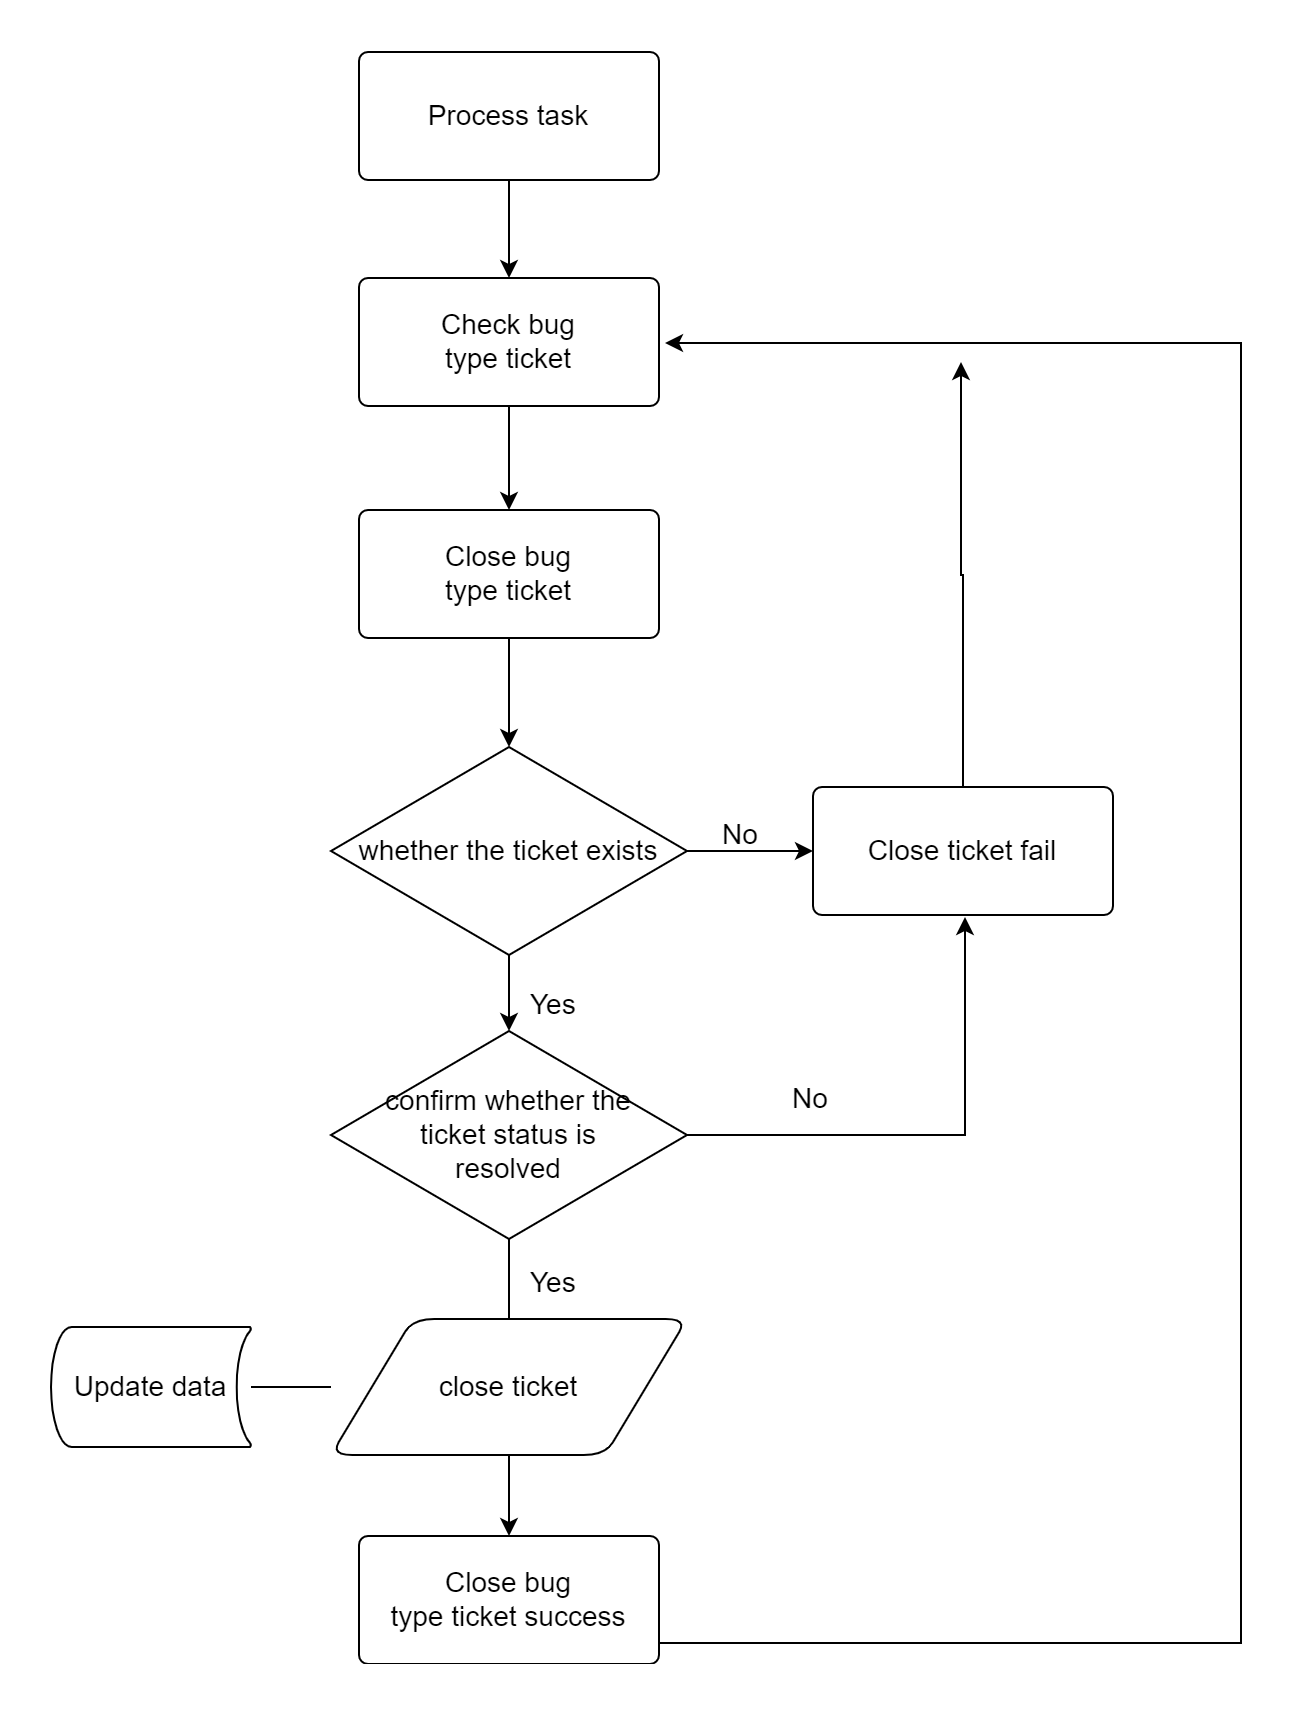 Process task
Check bug
type ticket
Close bug
type ticket
whether the ticket exists
No
Close ticket fail
Yes
confirm whether the
ticket status is
resolved
No
Yes
Update data
close ticket
Close bug
type ticket success